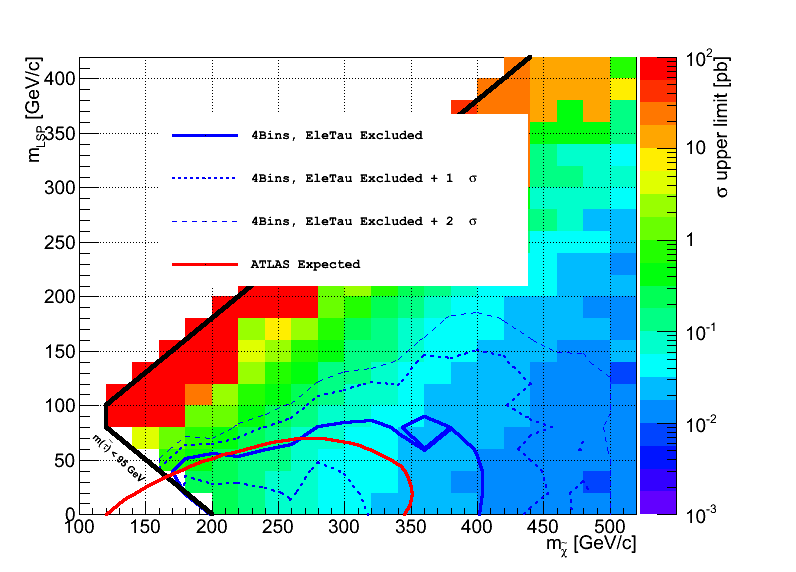 m_LSP [GeV/c]
400
350
300
250
200
150
100
50
0
4Bins, EleTau Excluded
4Bins, EleTau Excluded + 1 σ
4Bins, EleTau Excluded + 2 σ
ATLAS Expected
m(τ̃) < 95 GeV
100 150 200 250 300 350 400 450 500
m_χ̃ [GeV/c]
10^2
10
1
10^-1
10^-2
10^-3
σ upper limit [pb]